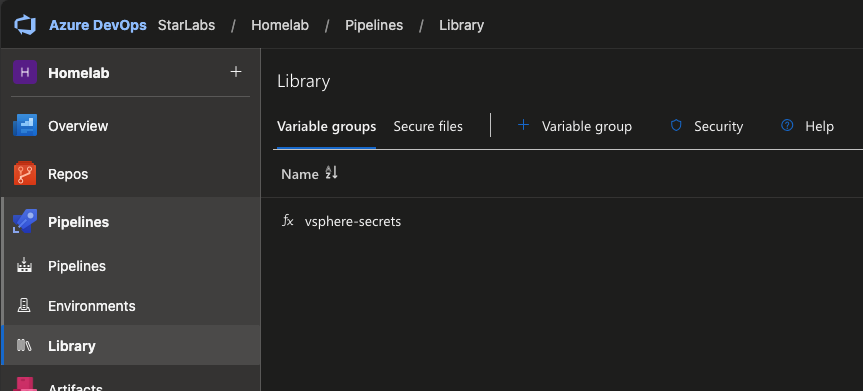 Azure DevOps StarLabs / Homelab / Pipelines / Library
H Homelab +
Overview
Repos
Pipelines
Pipelines
Environments
Library
Artifacts
Library
Variable groups Secure files + Variable group Security ? Help
Name
fx vsphere-secrets